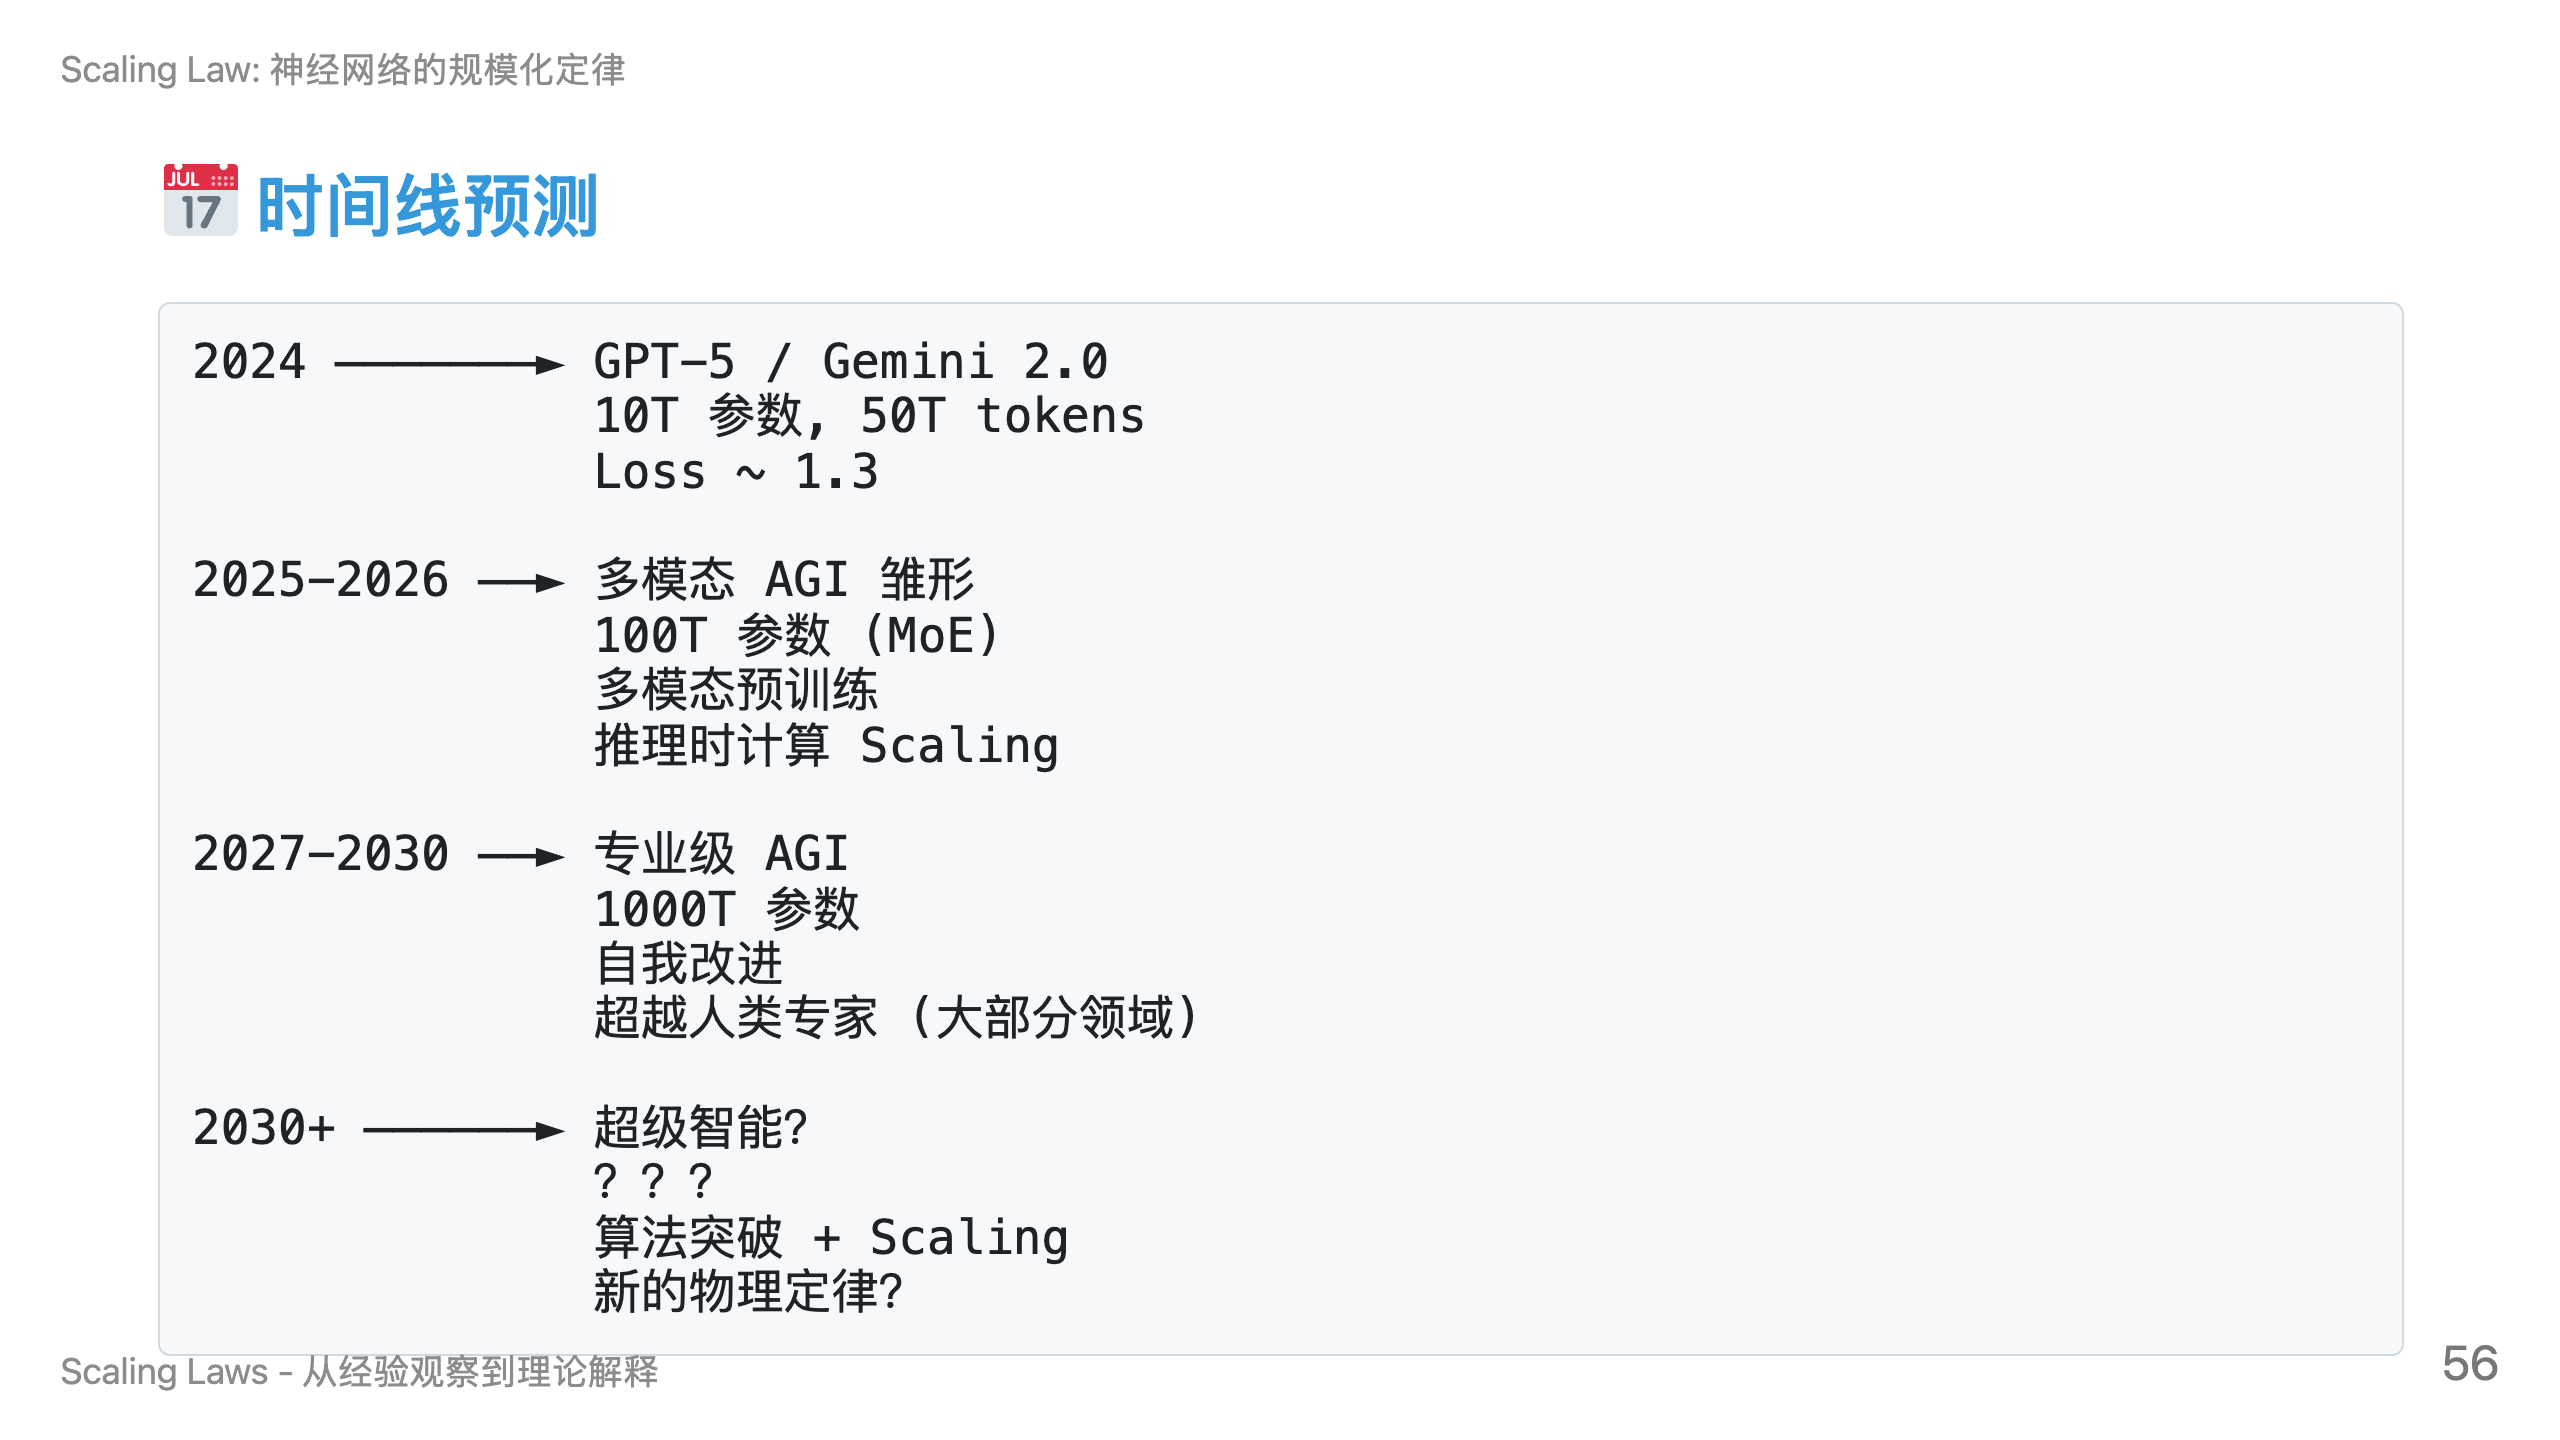 Scaling Law: 神经网络的规模化定律
JUL
17
时间线预测
2024 ────────► GPT-5 / Gemini 2.0
10T 参数, 50T tokens
Loss ~ 1.3
2025-2026 ───► 多模态 AGI 雏形
100T 参数 (MoE)
多模态预训练
推理时计算 Scaling
2027-2030 ───► 专业级 AGI
1000T 参数
自我改进
超越人类专家 (大部分领域)
2030+ ───────► 超级智能？
？？？
算法突破 + Scaling
新的物理定律？
Scaling Laws - 从经验观察到理论解释
56